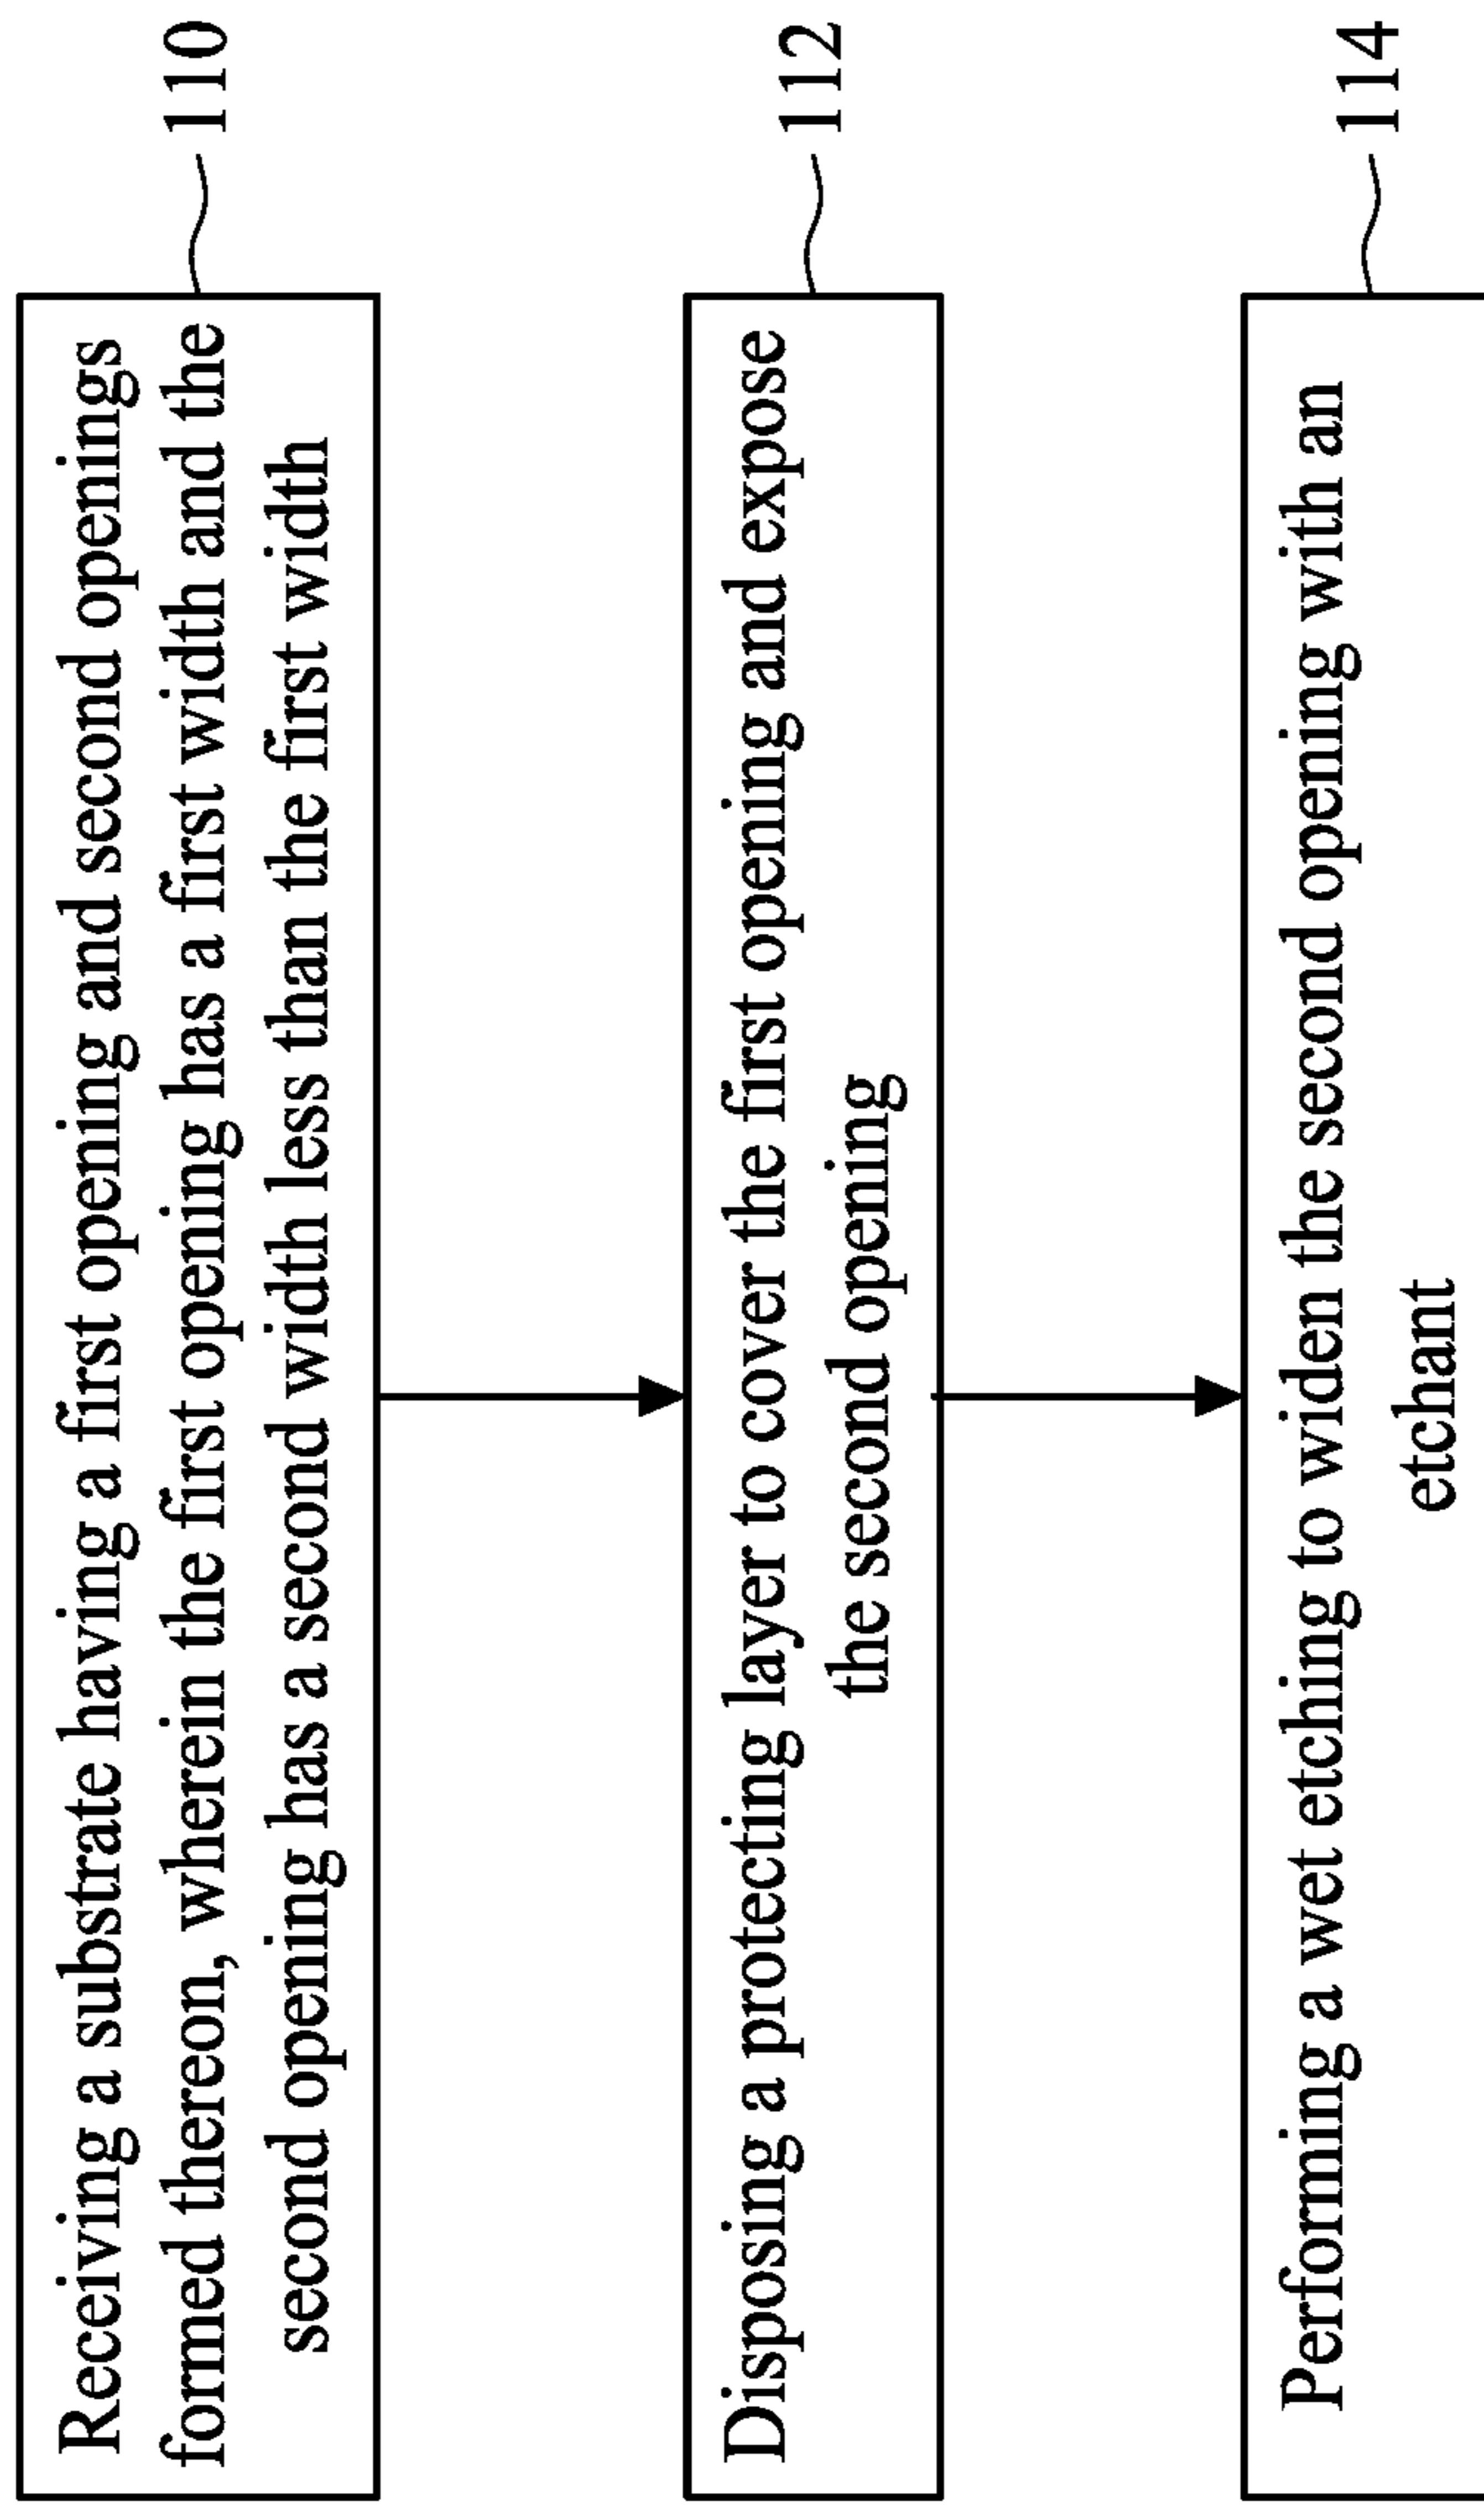 Receiving a substrate having a first opening and second openings
formed thereon, wherein the first opening has a first width and the
second opening has a second width less than the first width
110
Disposing a protecting layer to cover the first opening and expose
the second opening
112
Performing a wet etching to widen the second opening with an
etchant
114